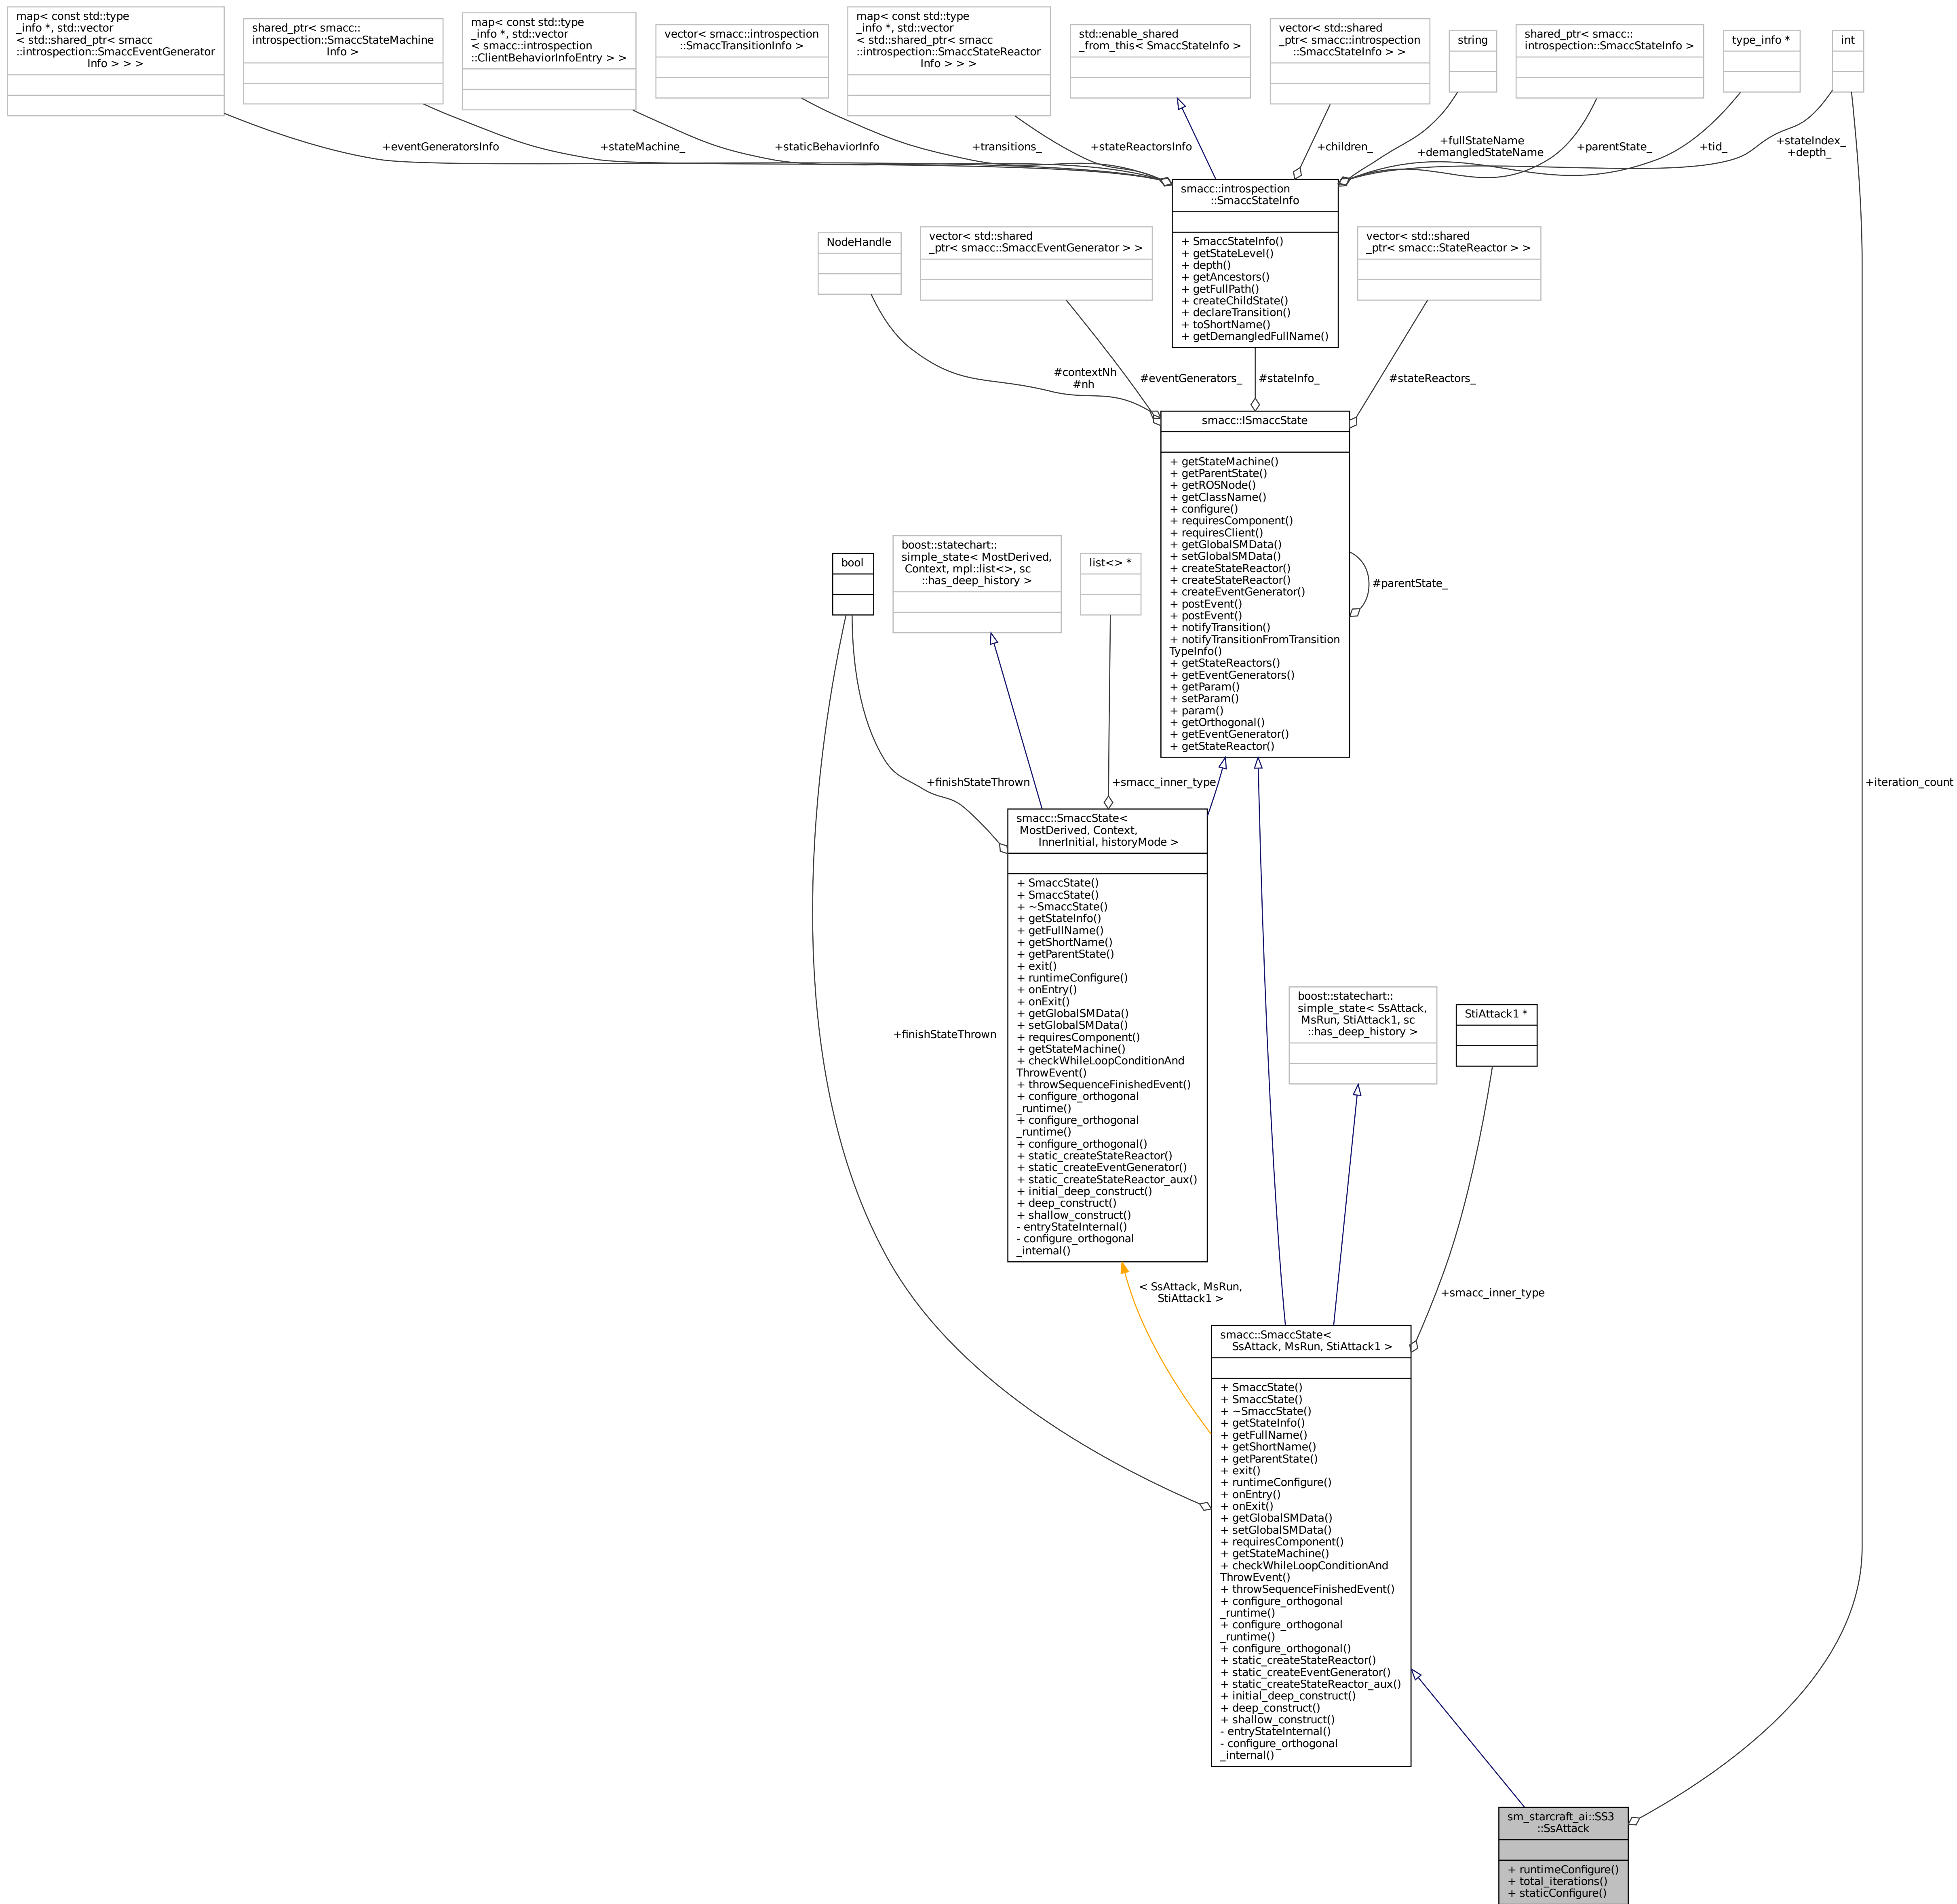 map< const std::type
_info *, std::vector
< std::shared_ptr< smacc
::introspection::SmaccEventGenerator
Info > > >
shared_ptr< smacc::
introspection::SmaccStateMachine
Info >
map< const std::type
_info *, std::vector
< smacc::introspection
::ClientBehaviorInfoEntry > >
vector< smacc::introspection
::SmaccTransitionInfo >
map< const std::type
_info *, std::vector
< std::shared_ptr< smacc
::introspection::SmaccStateReactor
Info > > >
std::enable_shared
_from_this< SmaccStateInfo >
vector< std::shared
_ptr< smacc::introspection
::SmaccStateInfo > >
string
shared_ptr< smacc::
introspection::SmaccStateInfo >
type_info *
int
+eventGeneratorsInfo
+stateMachine_
+staticBehaviorInfo
+transitions_
+stateReactorsInfo
+children_
+fullStateName
+demangledStateName
+parentState_
+tid_
+stateIndex_
+depth_
smacc::introspection
::SmaccStateInfo
+ SmaccStateInfo()
+ getStateLevel()
+ depth()
+ getAncestors()
+ getFullPath()
+ createChildState()
+ declareTransition()
+ toShortName()
+ getDemangledFullName()
NodeHandle
vector< std::shared
_ptr< smacc::SmaccEventGenerator > >
vector< std::shared
_ptr< smacc::StateReactor > >
#contextNh
#nh
#eventGenerators_
#stateInfo_
#stateReactors_
smacc::ISmaccState
+ getStateMachine()
+ getParentState()
+ getROSNode()
+ getClassName()
+ configure()
+ requiresComponent()
+ requiresClient()
+ getGlobalSMData()
+ setGlobalSMData()
+ createStateReactor()
+ createStateReactor()
+ createEventGenerator()
+ postEvent()
+ postEvent()
+ notifyTransition()
+ notifyTransitionFromTransition
TypeInfo()
+ getStateReactors()
+ getEventGenerators()
+ getParam()
+ setParam()
+ param()
+ getOrthogonal()
+ getEventGenerator()
+ getStateReactor()
#parentState_
bool
boost::statechart::
simple_state< MostDerived,
Context, mpl::list<>, sc
::has_deep_history >
list<> *
+finishStateThrown
+smacc_inner_type
+iteration_count
smacc::SmaccState<
MostDerived, Context,
InnerInitial, historyMode >
+ SmaccState()
+ SmaccState()
+ ~SmaccState()
+ getStateInfo()
+ getFullName()
+ getShortName()
+ getParentState()
+ exit()
+ runtimeConfigure()
+ onEntry()
+ onExit()
+ getGlobalSMData()
+ setGlobalSMData()
+ requiresComponent()
+ getStateMachine()
+ checkWhileLoopConditionAnd
ThrowEvent()
+ throwSequenceFinishedEvent()
+ configure_orthogonal
_runtime()
+ configure_orthogonal
_runtime()
+ configure_orthogonal()
+ static_createStateReactor()
+ static_createEventGenerator()
+ static_createStateReactor_aux()
+ initial_deep_construct()
+ deep_construct()
+ shallow_construct()
- entryStateInternal()
- configure_orthogonal
_internal()
+finishStateThrown
boost::statechart::
simple_state< SsAttack,
MsRun, StiAttack1, sc
::has_deep_history >
StiAttack1 *
< SsAttack, MsRun,
StiAttack1 >
+smacc_inner_type
smacc::SmaccState<
SsAttack, MsRun, StiAttack1 >
+ SmaccState()
+ SmaccState()
+ ~SmaccState()
+ getStateInfo()
+ getFullName()
+ getShortName()
+ getParentState()
+ exit()
+ runtimeConfigure()
+ onEntry()
+ onExit()
+ getGlobalSMData()
+ setGlobalSMData()
+ requiresComponent()
+ getStateMachine()
+ checkWhileLoopConditionAnd
ThrowEvent()
+ throwSequenceFinishedEvent()
+ configure_orthogonal
_runtime()
+ configure_orthogonal
_runtime()
+ configure_orthogonal()
+ static_createStateReactor()
+ static_createEventGenerator()
+ static_createStateReactor_aux()
+ initial_deep_construct()
+ deep_construct()
+ shallow_construct()
- entryStateInternal()
- configure_orthogonal
_internal()
sm_starcraft_ai::SS3
::SsAttack
+ runtimeConfigure()
+ total_iterations()
+ staticConfigure()